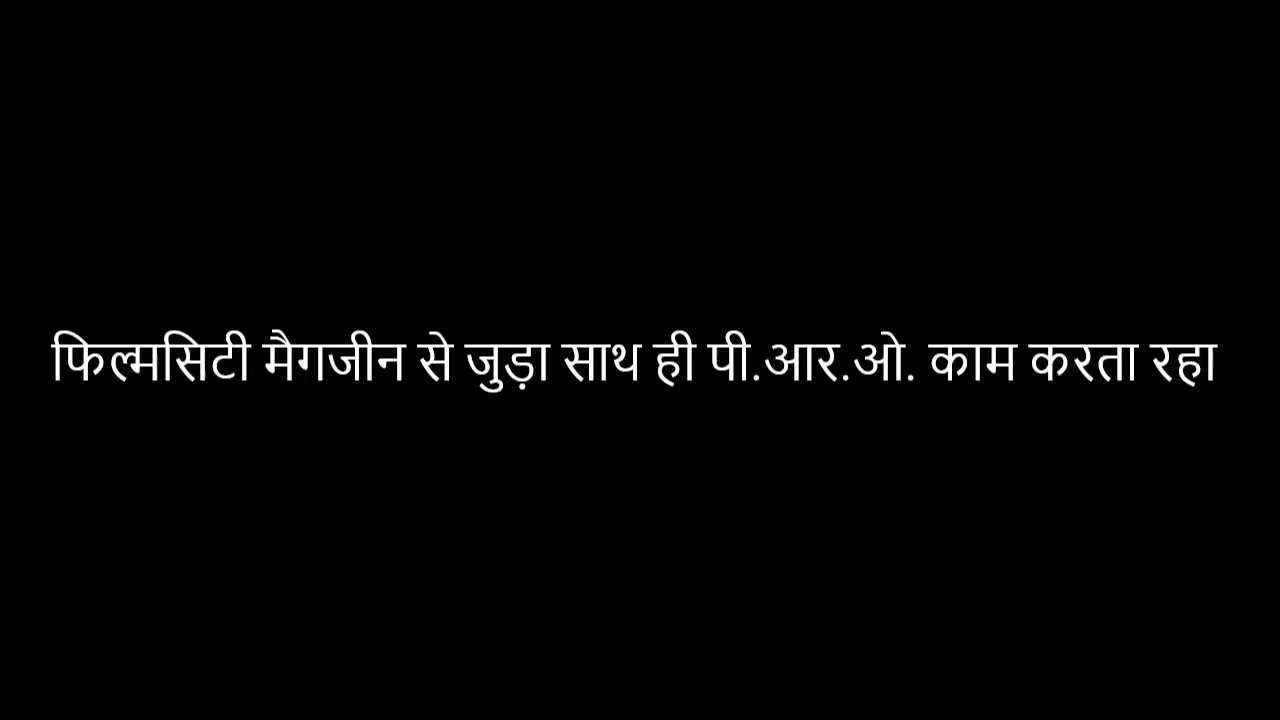 फिल्मसिटी मैगजीन से जुड़ा साथ ही पी.आर.ओ. काम करता रहा